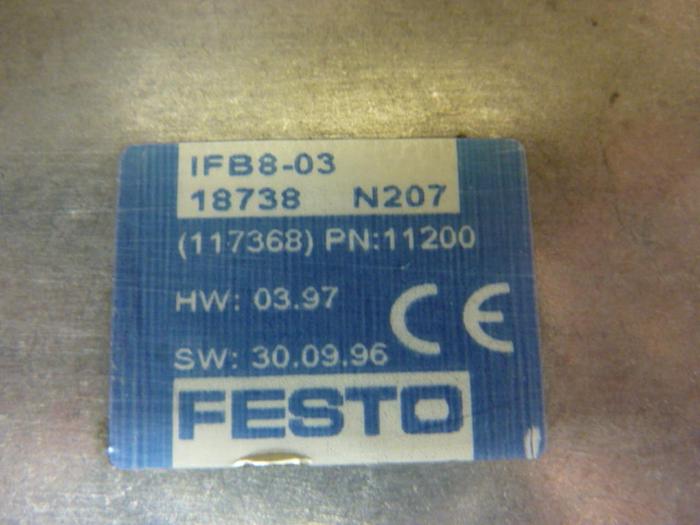 IFB8-03
18738 N207
(117368) PN:11200
HW: 03.97
SW: 30.09.96
CE
FESTO